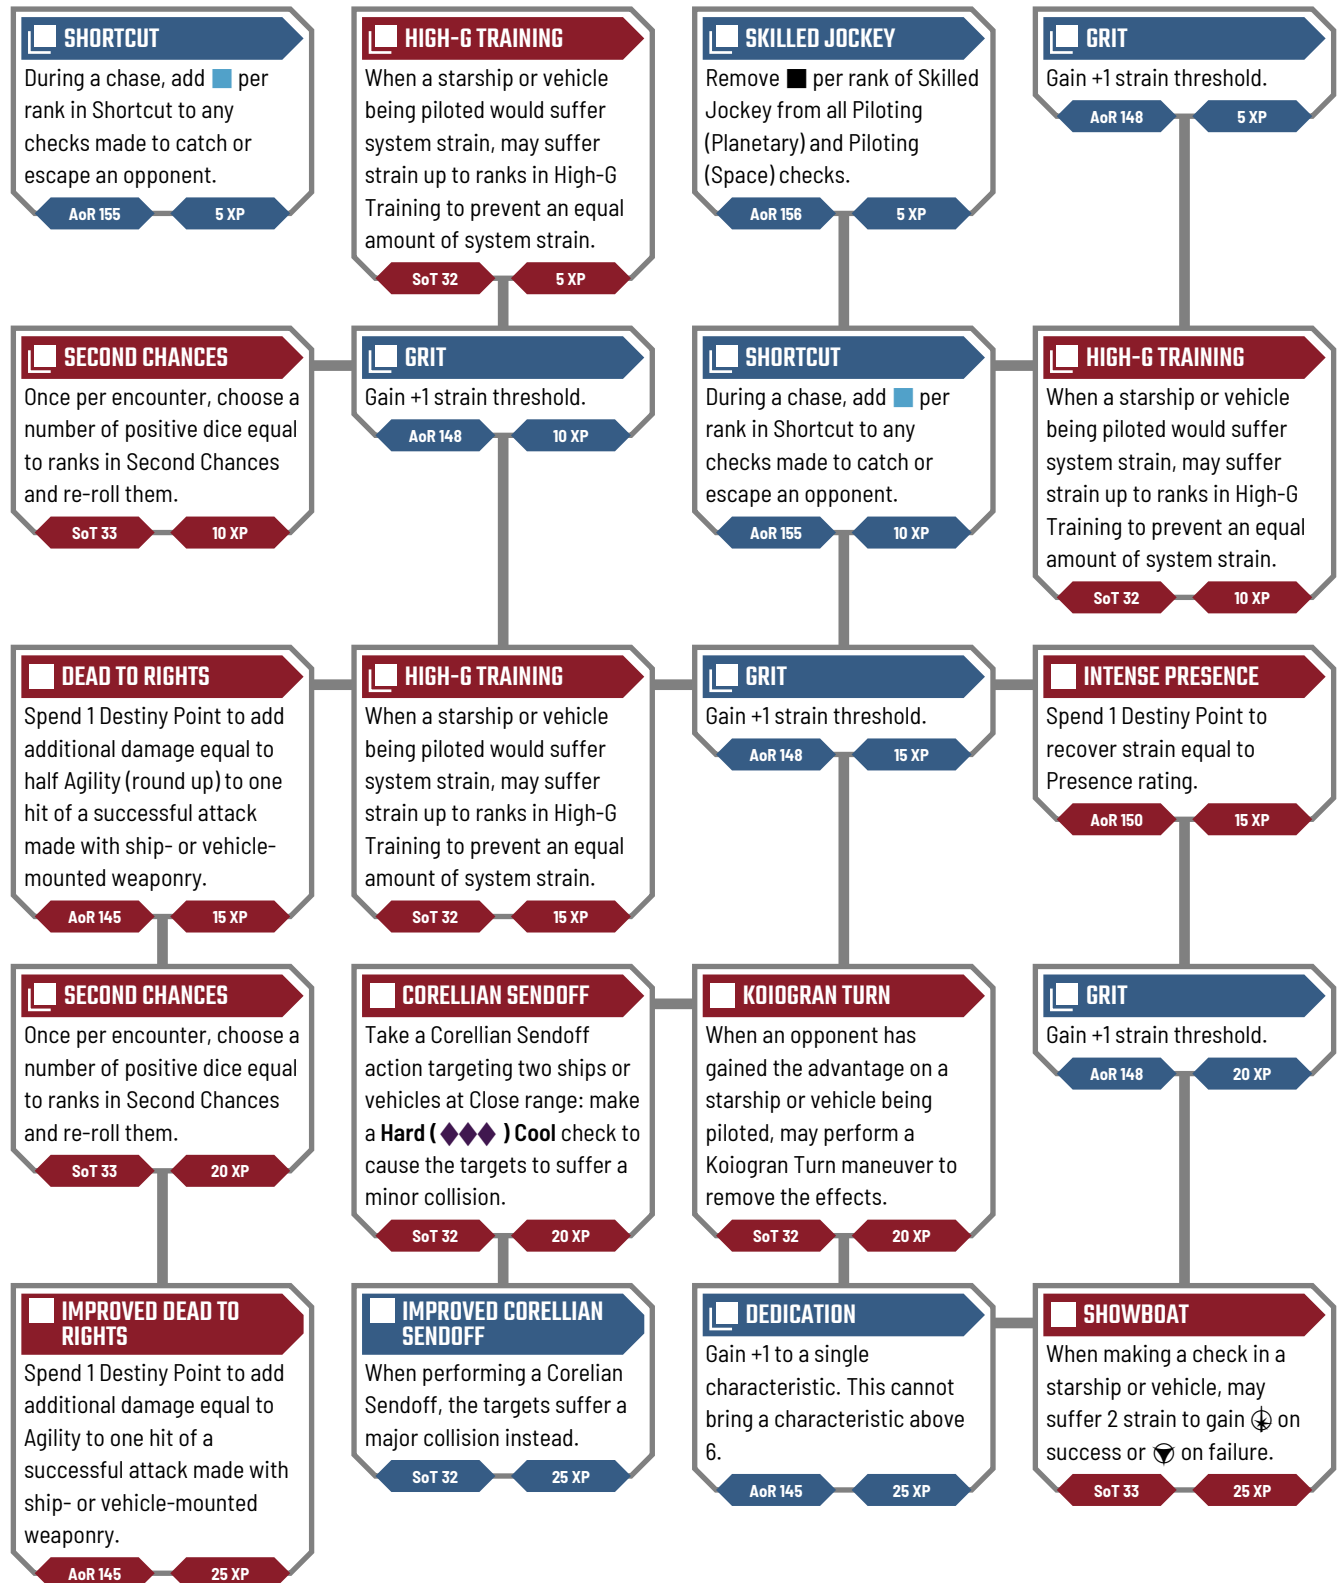 SHORTCUT
During a chase, add per
rank in Shortcut to any
checks made to catch or
escape an opponent.
AoR 155
5 XP
HIGH-G TRAINING
When a starship or vehicle
being piloted would suffer
system strain, may suffer
strain up to ranks in High-G
Training to prevent an equal
amount of system strain.
SoT 32
5 XP
SKILLED JOCKEY
Remove per rank of Skilled
Jockey from all Piloting
(Planetary) and Piloting
(Space) checks.
AoR 156
5 XP
GRIT
Gain +1 strain threshold.
AoR 148
5 XP
SECOND CHANCES
Once per encounter, choose a
number of positive dice equal
to ranks in Second Chances
and re-roll them.
SoT 33
10 XP
GRIT
Gain +1 strain threshold.
AoR 148
10 XP
SHORTCUT
During a chase, add per
rank in Shortcut to any
checks made to catch or
escape an opponent.
AoR 155
10 XP
HIGH-G TRAINING
When a starship or vehicle
being piloted would suffer
system strain, may suffer
strain up to ranks in High-G
Training to prevent an equal
amount of system strain.
SoT 32
10 XP
DEAD TO RIGHTS
Spend 1 Destiny Point to add
additional damage equal to
half Agility (round up) to one
hit of a successful attack
made with ship- or vehicle-
mounted weaponry.
AoR 145
15 XP
HIGH-G TRAINING
When a starship or vehicle
being piloted would suffer
system strain, may suffer
strain up to ranks in High-G
Training to prevent an equal
amount of system strain.
SoT 32
15 XP
GRIT
Gain +1 strain threshold.
AoR 148
15 XP
INTENSE PRESENCE
Spend 1 Destiny Point to
recover strain equal to
Presence rating.
AoR 150
15 XP
SECOND CHANCES
Once per encounter, choose a
number of positive dice equal
to ranks in Second Chances
and re-roll them.
SoT 33
20 XP
CORELLIAN SENDOFF
Take a Corellian Sendoff
action targeting two ships or
vehicles at Close range: make
a Hard ( ◆◆◆ ) Cool check to
cause the targets to suffer a
minor collision.
SoT 32
20 XP
KOIOGRAN TURN
When an opponent has
gained the advantage on a
starship or vehicle being
piloted, may perform a
Koiogran Turn maneuver to
remove the effects.
SoT 32
20 XP
GRIT
Gain +1 strain threshold.
AoR 148
20 XP
IMPROVED DEAD TO
RIGHTS
Spend 1 Destiny Point to add
additional damage equal to
Agility to one hit of a
successful attack made with
ship- or vehicle-mounted
weaponry.
AoR 145
25 XP
IMPROVED CORELLIAN
SENDOFF
When performing a Corelian
Sendoff, the targets suffer a
major collision instead.
SoT 32
25 XP
DEDICATION
Gain +1 to a single
characteristic. This cannot
bring a characteristic above
6.
AoR 145
25 XP
SHOWBOAT
When making a check in a
starship or vehicle, may
suffer 2 strain to gain on
success or on failure.
SoT 33
25 XP